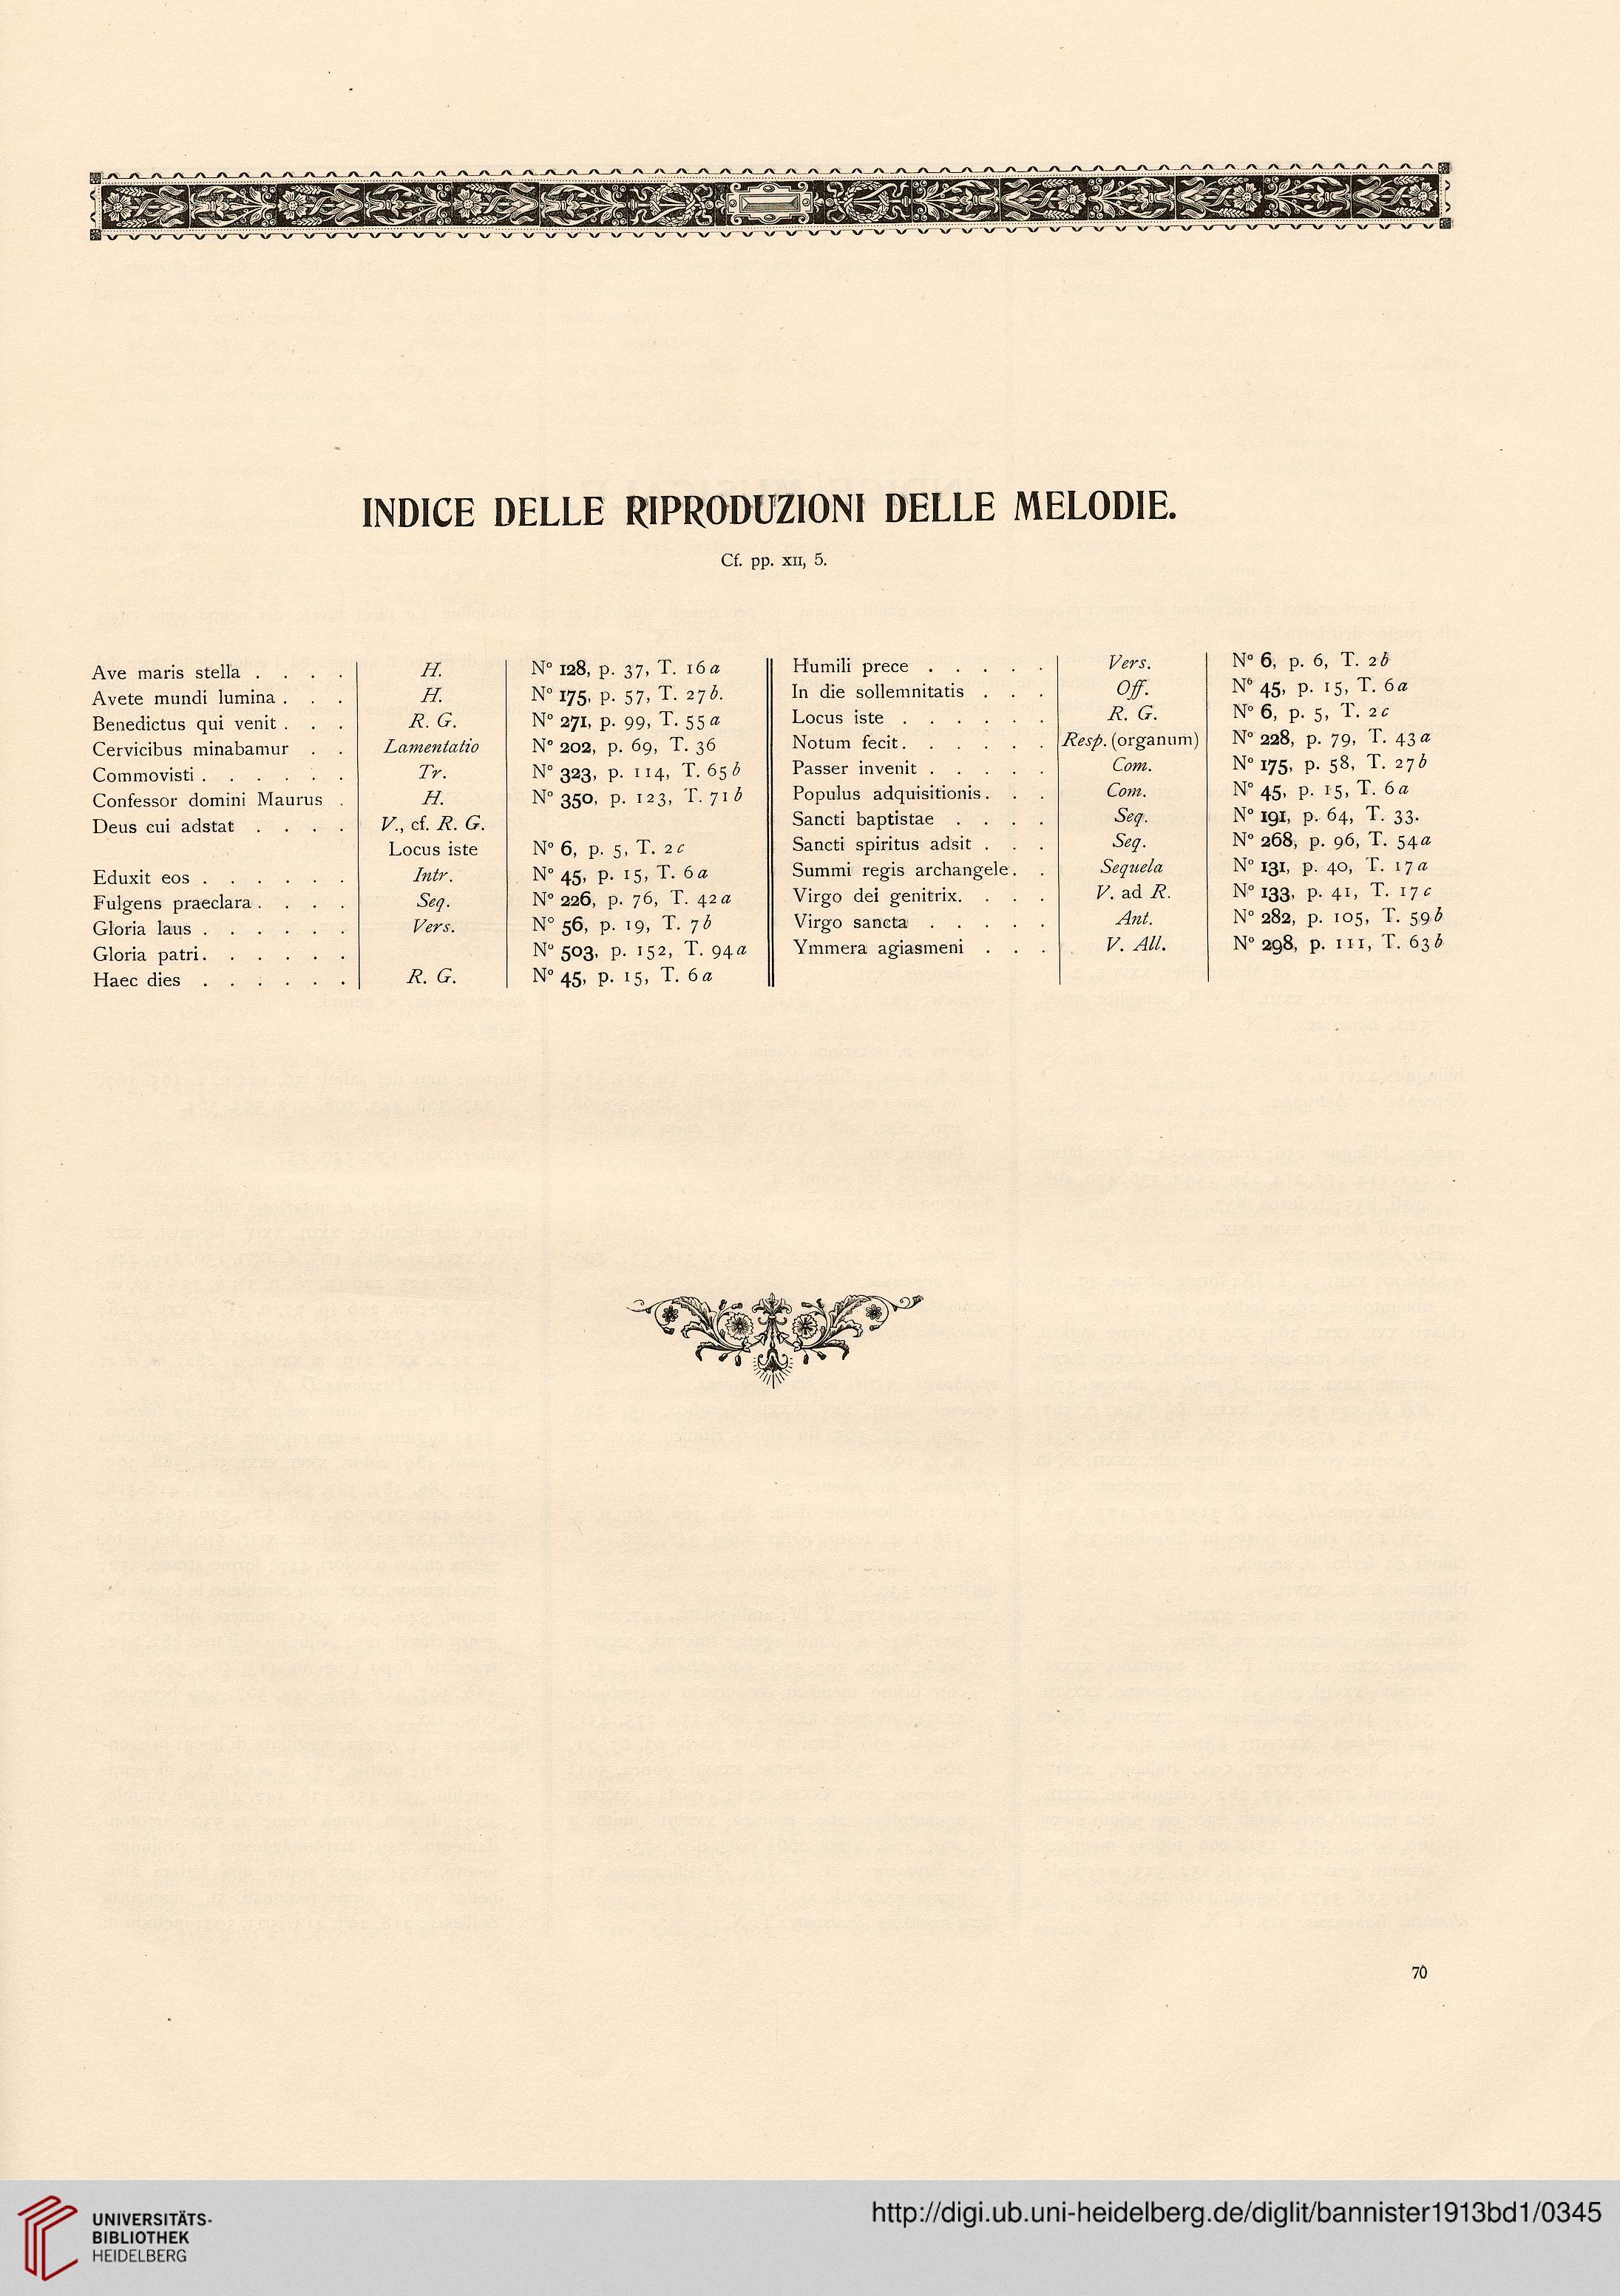 INDICE DELLE RIPRODUZIONI DELLE MELODIE.
Cf. pp. XII, 5.
Ave maris stella . . . . H. N° 128, p. 37, T. 16 a
Avete mundi lumina . . . H. N° 175, p. 57, T. 27 b.
Benedictus qui venit . . . R. G. N° 271, p. 99, T. 55 a
Cervicibus minabamur . . Lamentatio N° 202, p. 69, T. 36
Commovisti . . . . . . Tr. N° 323, p. 114, T. 65 b
Confessor domini Maurus . H. N° 350, p. 123, T. 71 b
Deus cui adstat . . . . V., cf. R. G.
Locus iste N° 6, p. 5, T. 2 c
Eduxit eos . . . . . . Intr. N° 45, p. 15, T. 6 a
Fulgens praeclara . . . . Seq. N° 226, p. 76, T. 42 a
Gloria laus . . . . . . Vers. N° 56, p. 19, T. 7 b
Gloria patri . . . . . . N° 503, p. 152, T. 94 a
Haec dies . . . . . . R. G. N° 45, p. 15, T. 6 a
Humili prece . . . . . Vers. N° 6, p. 6, T. 2 b
In die sollemnitatis . . . Off. N° 45, p. 15, T. 6 a
Locus iste . . . . . . R. G. N° 6, p. 5, T. 2 c
Notum fecit . . . . . . Resp. (organum) N° 228, p. 79, T. 43 a
Passer invenit . . . . . Com. N° 175, p. 58, T. 27 b
Populus adquisitionis . . . Com. N° 45, p. 15, T. 6 a
Sancti baptistae . . . . Seq. N° 191, p. 64, T. 33.
Sancti spiritus adsit . . . Seq. N° 268, p. 96, T. 54 a
Summi regis archangele . . Sequela N° 131, p. 40, T. 17 a
Virgo dei genitrix . . . . V. ad R. N° 133, p. 41, T. 17 c
Virgo sancta . . . . . Ant. N° 282, p. 105, T. 59 b
Ymmera agiasmeni . . . V. All. N° 298, p. 111, T. 63 b
70
UNIVERSITÄTS-
BIBLIOTHEK
HEIDELBERG
http://digi.ub.uni-heidelberg.de/diglit/bannister1913bd1/0345